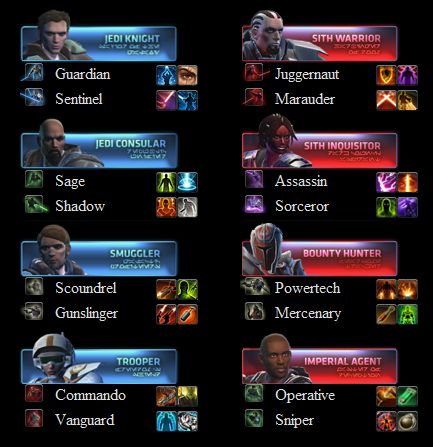 JEDI KNIGHT
Guardian
Sentinel
SITH WARRIOR
Juggernaut
Marauder
JEDI CONSULAR
Sage
Shadow
SITH INQUISITOR
Assassin
Sorceror
SMUGGLER
Scoundrel
Gunslinger
BOUNTY HUNTER
Powertech
Mercenary
TROOPER
Commando
Vanguard
IMPERIAL AGENT
Operative
Sniper